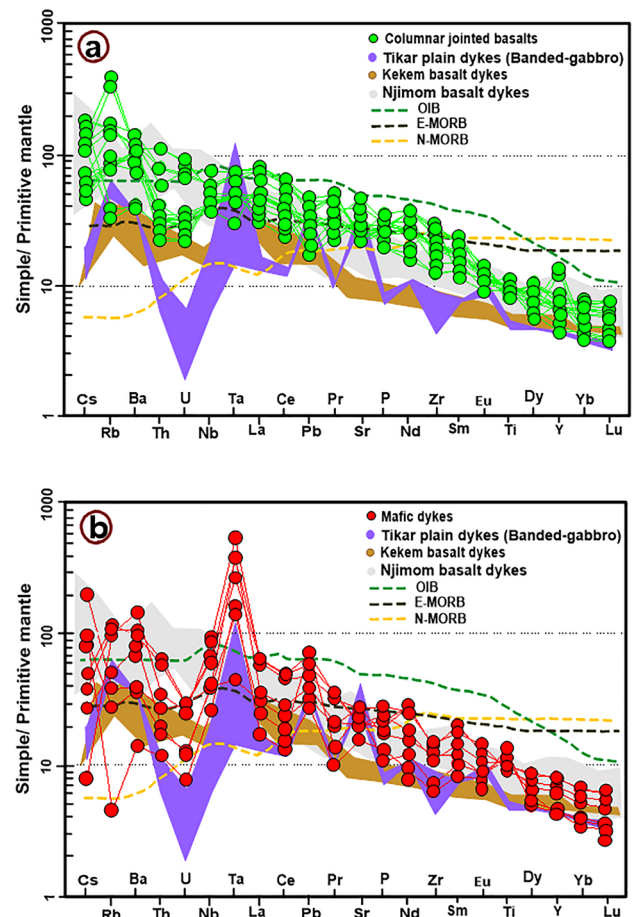 1000
a
Columnar jointed basalts
Tikar plain dykes (Banded-gabbro)
Kekem basalt dykes
Njimom basalt dykes
OIB
E-MORB
N-MORB
100
10
1
Simple/ Primitive mantle
Cs Ba U Ta Ce Pr P Zr Eu Dy Yb
Rb Th Nb La Pb Sr Nd Sm Ti Y Lu
1000
b
Mafic dykes
Tikar plain dykes (Banded-gabbro)
Kekem basalt dykes
Njimom basalt dykes
OIB
E-MORB
N-MORB
100
10
1
Simple/ Primitive mantle
Cs Ba U Ta Ce Pr P Zr Eu Dy Yb
Rb Th Nb La Pb Sr Nd Sm Ti Y Lu